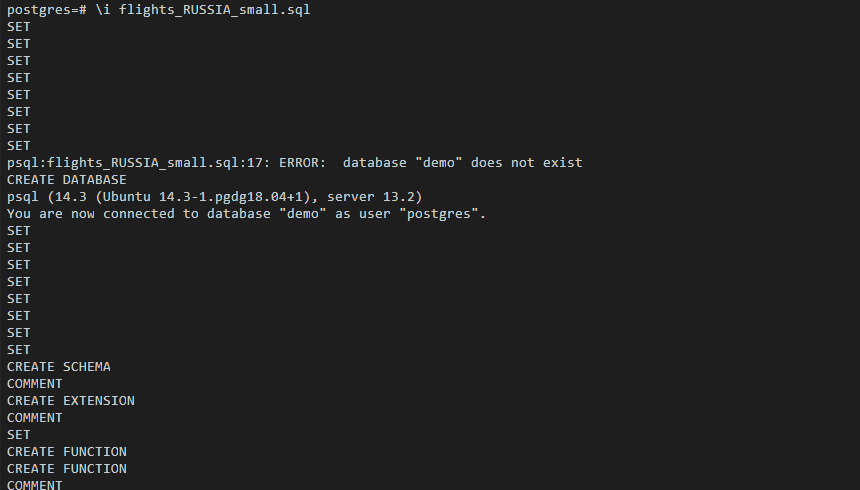 postgres=# \i flights_RUSSIA_small.sql
SET
SET
SET
SET
SET
SET
SET
SET
psql:flights_RUSSIA_small.sql:17: ERROR:  database "demo" does not exist
CREATE DATABASE
psql (14.3 (Ubuntu 14.3-1.pgdg18.04+1), server 13.2)
You are now connected to database "demo" as user "postgres".
SET
SET
SET
SET
SET
SET
SET
SET
CREATE SCHEMA
COMMENT
CREATE EXTENSION
COMMENT
SET
CREATE FUNCTION
CREATE FUNCTION
COMMENT